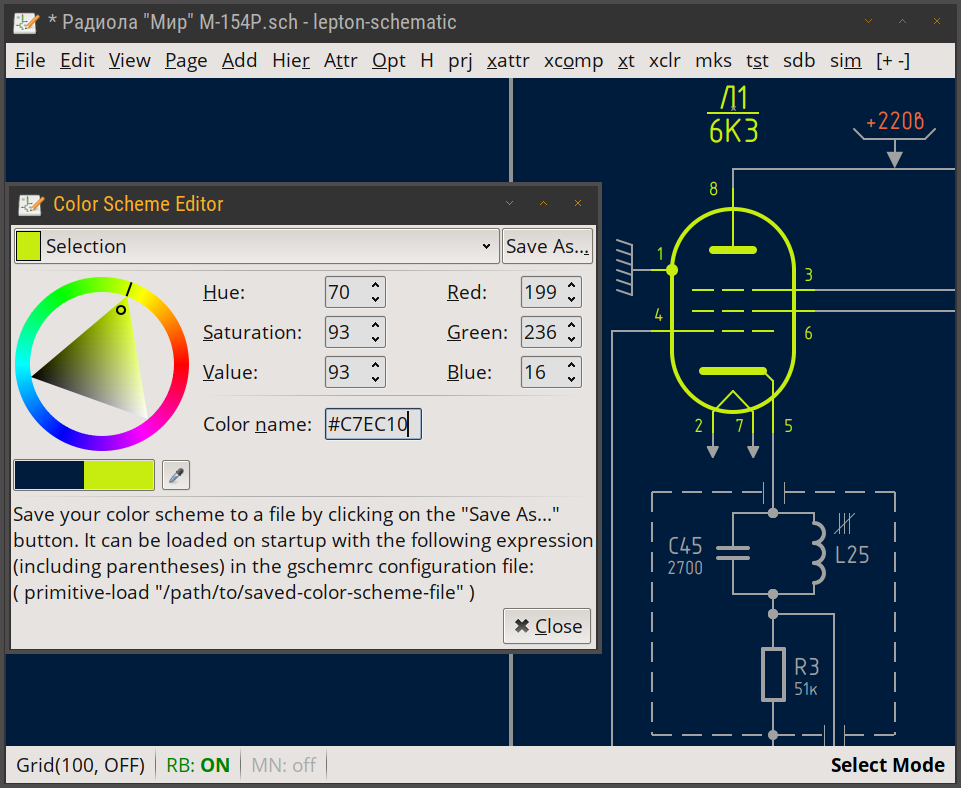 * Радиола "Мир" М-154Р.sch - lepton-schematic
File Edit View Page Add Hier Attr Opt H prj xattr xcomp xt xclr mks tst sdb sim [+ -]
Л1
6К3
+220в
8
1
3
4
6
2 7 5
C45
2700
L25
R3
51к
Color Scheme Editor
Selection Save As...
Hue: 70 Red: 199
Saturation: 93 Green: 236
Value: 93 Blue: 16
Color name: #C7EC10
Save your color scheme to a file by clicking on the "Save As..."
button. It can be loaded on startup with the following expression
(including parentheses) in the gschemrc configuration file:
( primitive-load "/path/to/saved-color-scheme-file" )
Close
Grid(100, OFF) RB: ON MN: off Select Mode